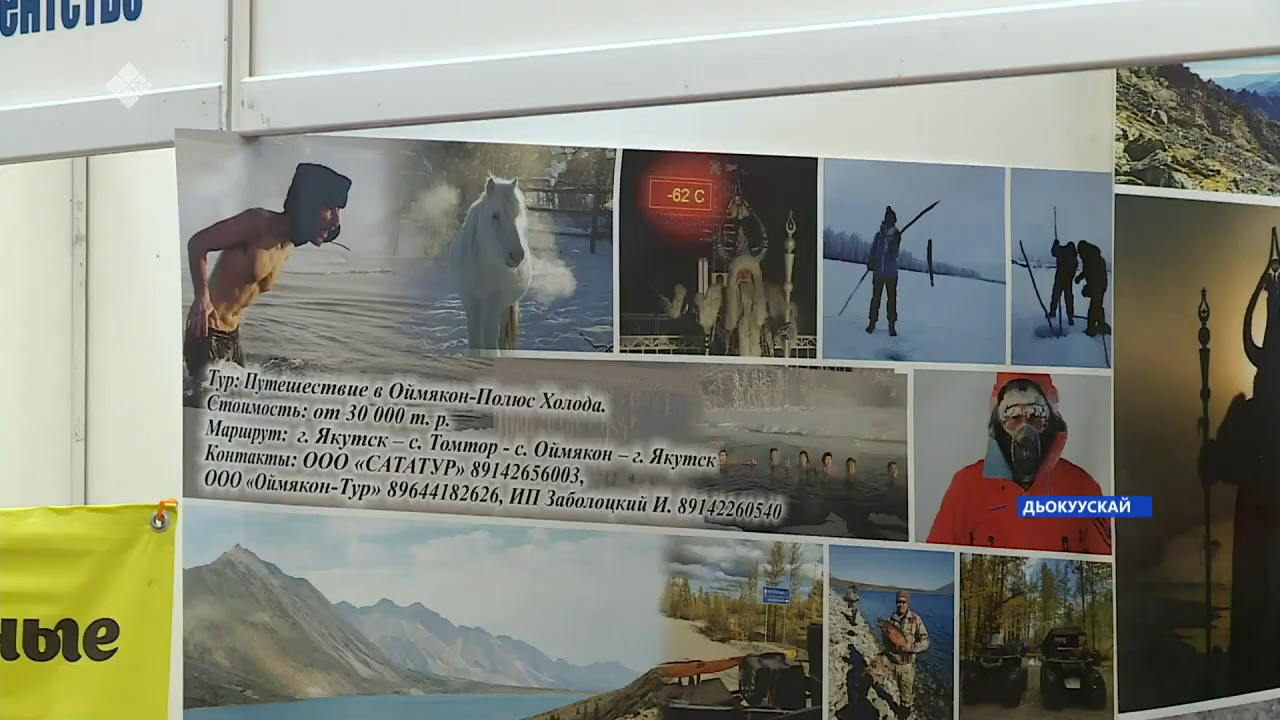 -62 C
Тур: Путешествие в Оймякон-Полюс Холода.
Стоимость: от 30 000 т. р.
Маршрут: г. Якутск – с. Томтор - с. Оймякон – г. Якутск
Контакты: ООО «САТАТУР» 89142656003,
ООО «Оймякон-Тур» 89644182626, ИП Заболоцкий И. 89142260540
ДЬОКУУСКАЙ
ные